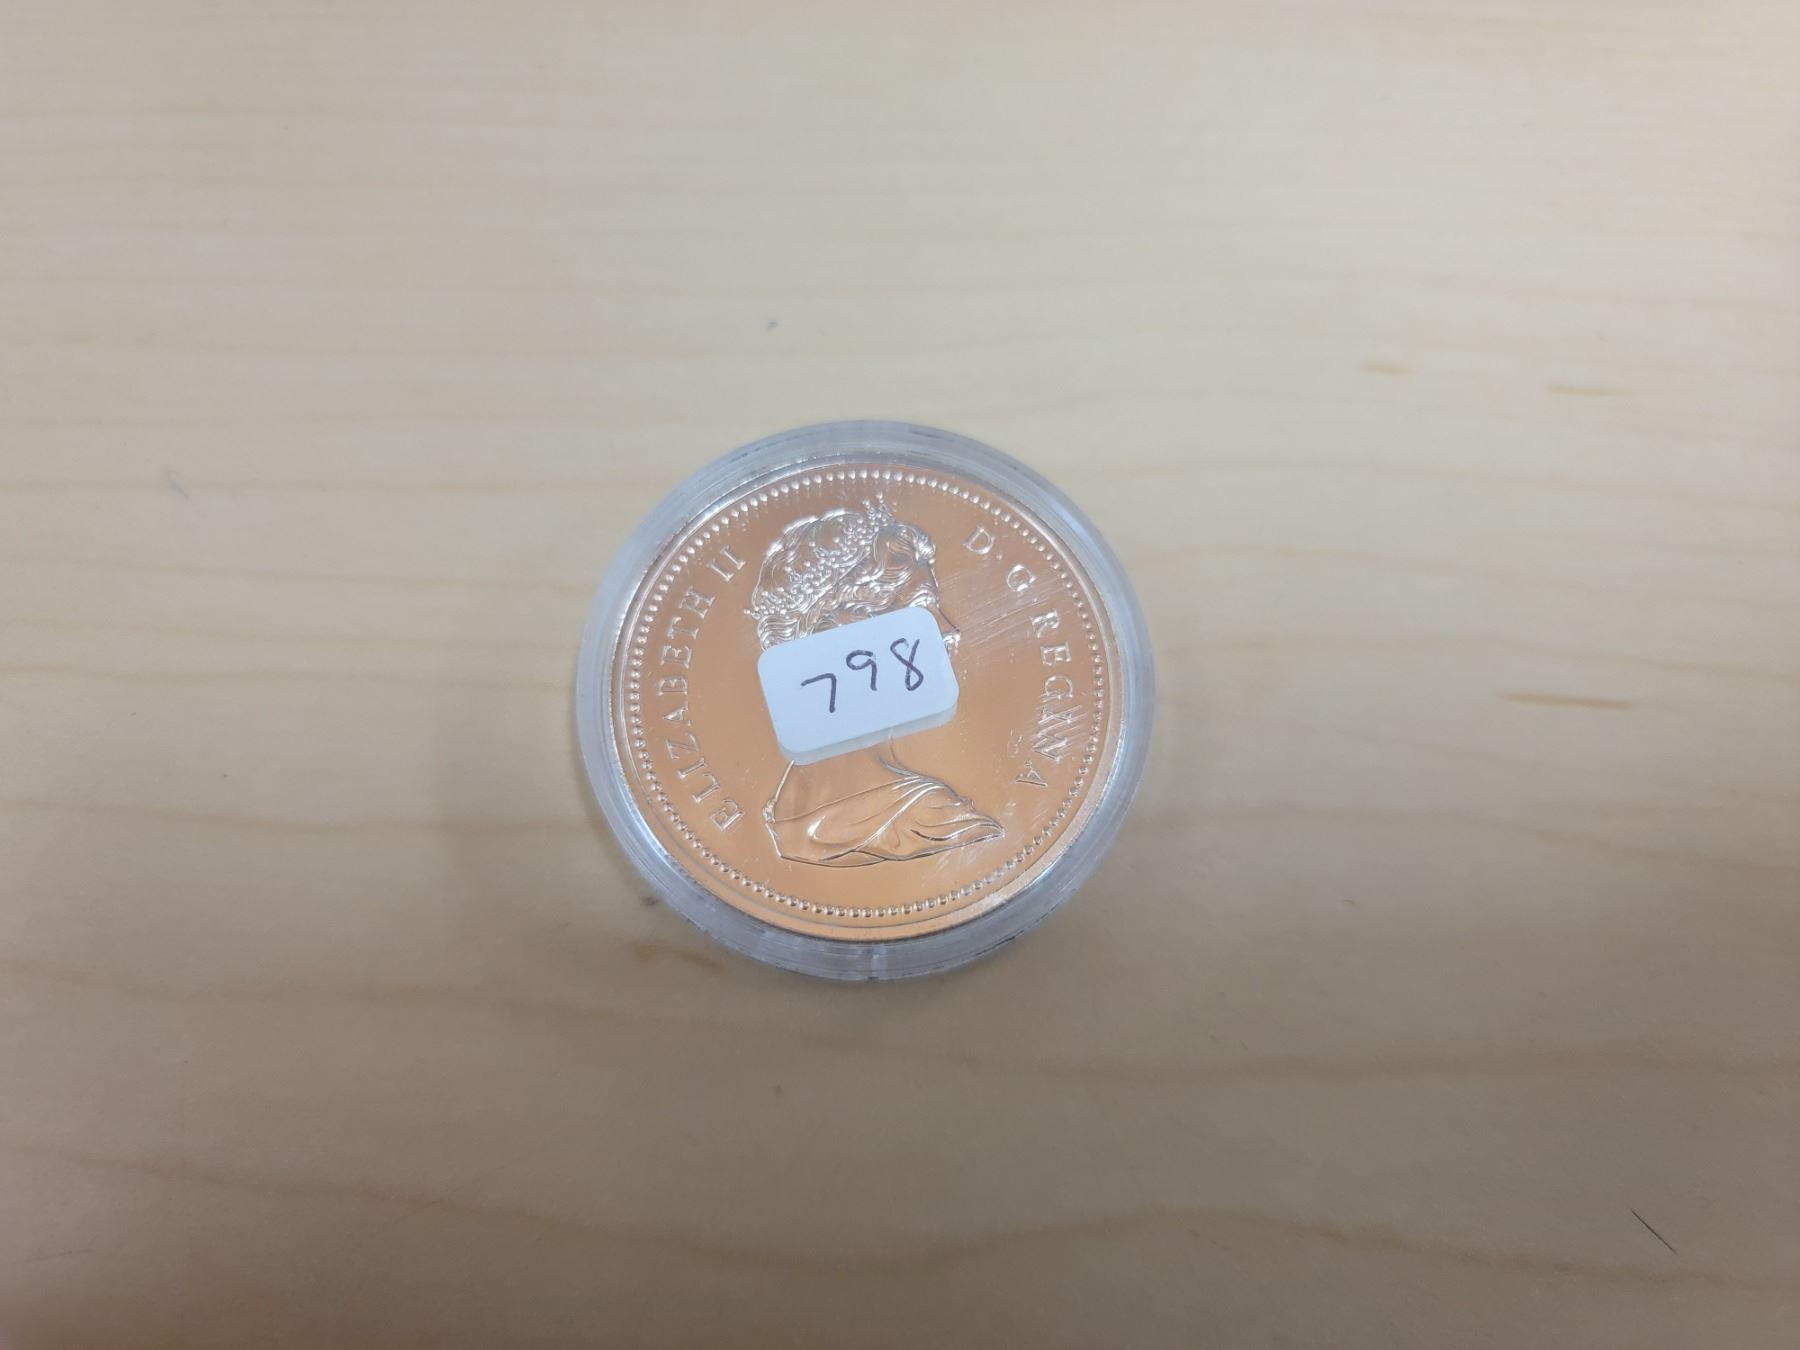 ELIZABETH II D. G. REGINA
798